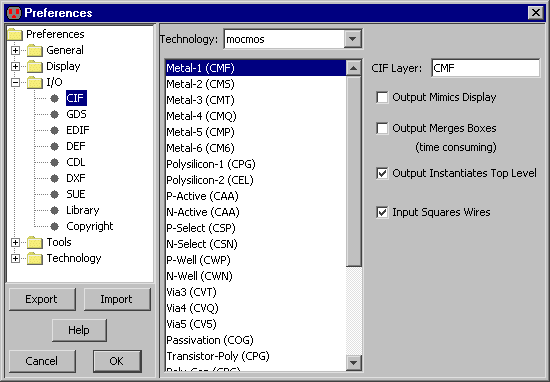 Preferences
Preferences
General
Display
I/O
CIF
GDS
EDIF
DEF
CDL
DXF
SUE
Library
Copyright
Tools
Technology
Export
Import
Help
Cancel
OK
Technology: mocmos
Metal-1 (CMF)
Metal-2 (CMS)
Metal-3 (CMT)
Metal-4 (CMQ)
Metal-5 (CMP)
Metal-6 (CM6)
Polysilicon-1 (CPG)
Polysilicon-2 (CEL)
P-Active (CAA)
N-Active (CAA)
P-Select (CSP)
N-Select (CSN)
P-Well (CWP)
N-Well (CWN)
Via3 (CVT)
Via4 (CVQ)
Via5 (CV5)
Passivation (COG)
Transistor-Poly (CPG)
Poly-Cap (CPC)
CIF Layer: CMF
Output Mimics Display
Output Merges Boxes
(time consuming)
Output Instantiates Top Level
Input Squares Wires